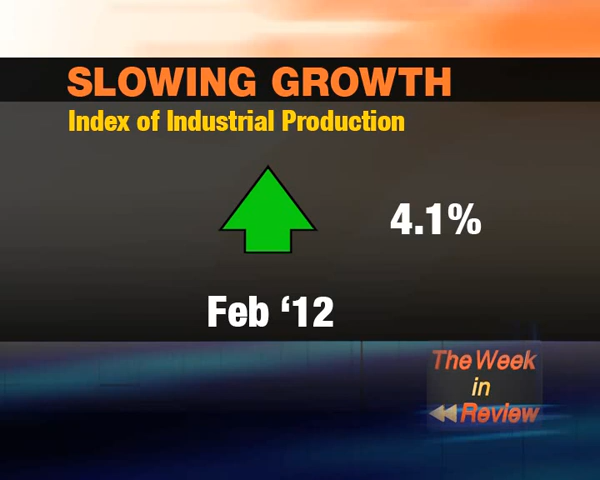 SLOWING GROWTH
Index of Industrial Production
4.1%
Feb ‘12
The Week
in
Review